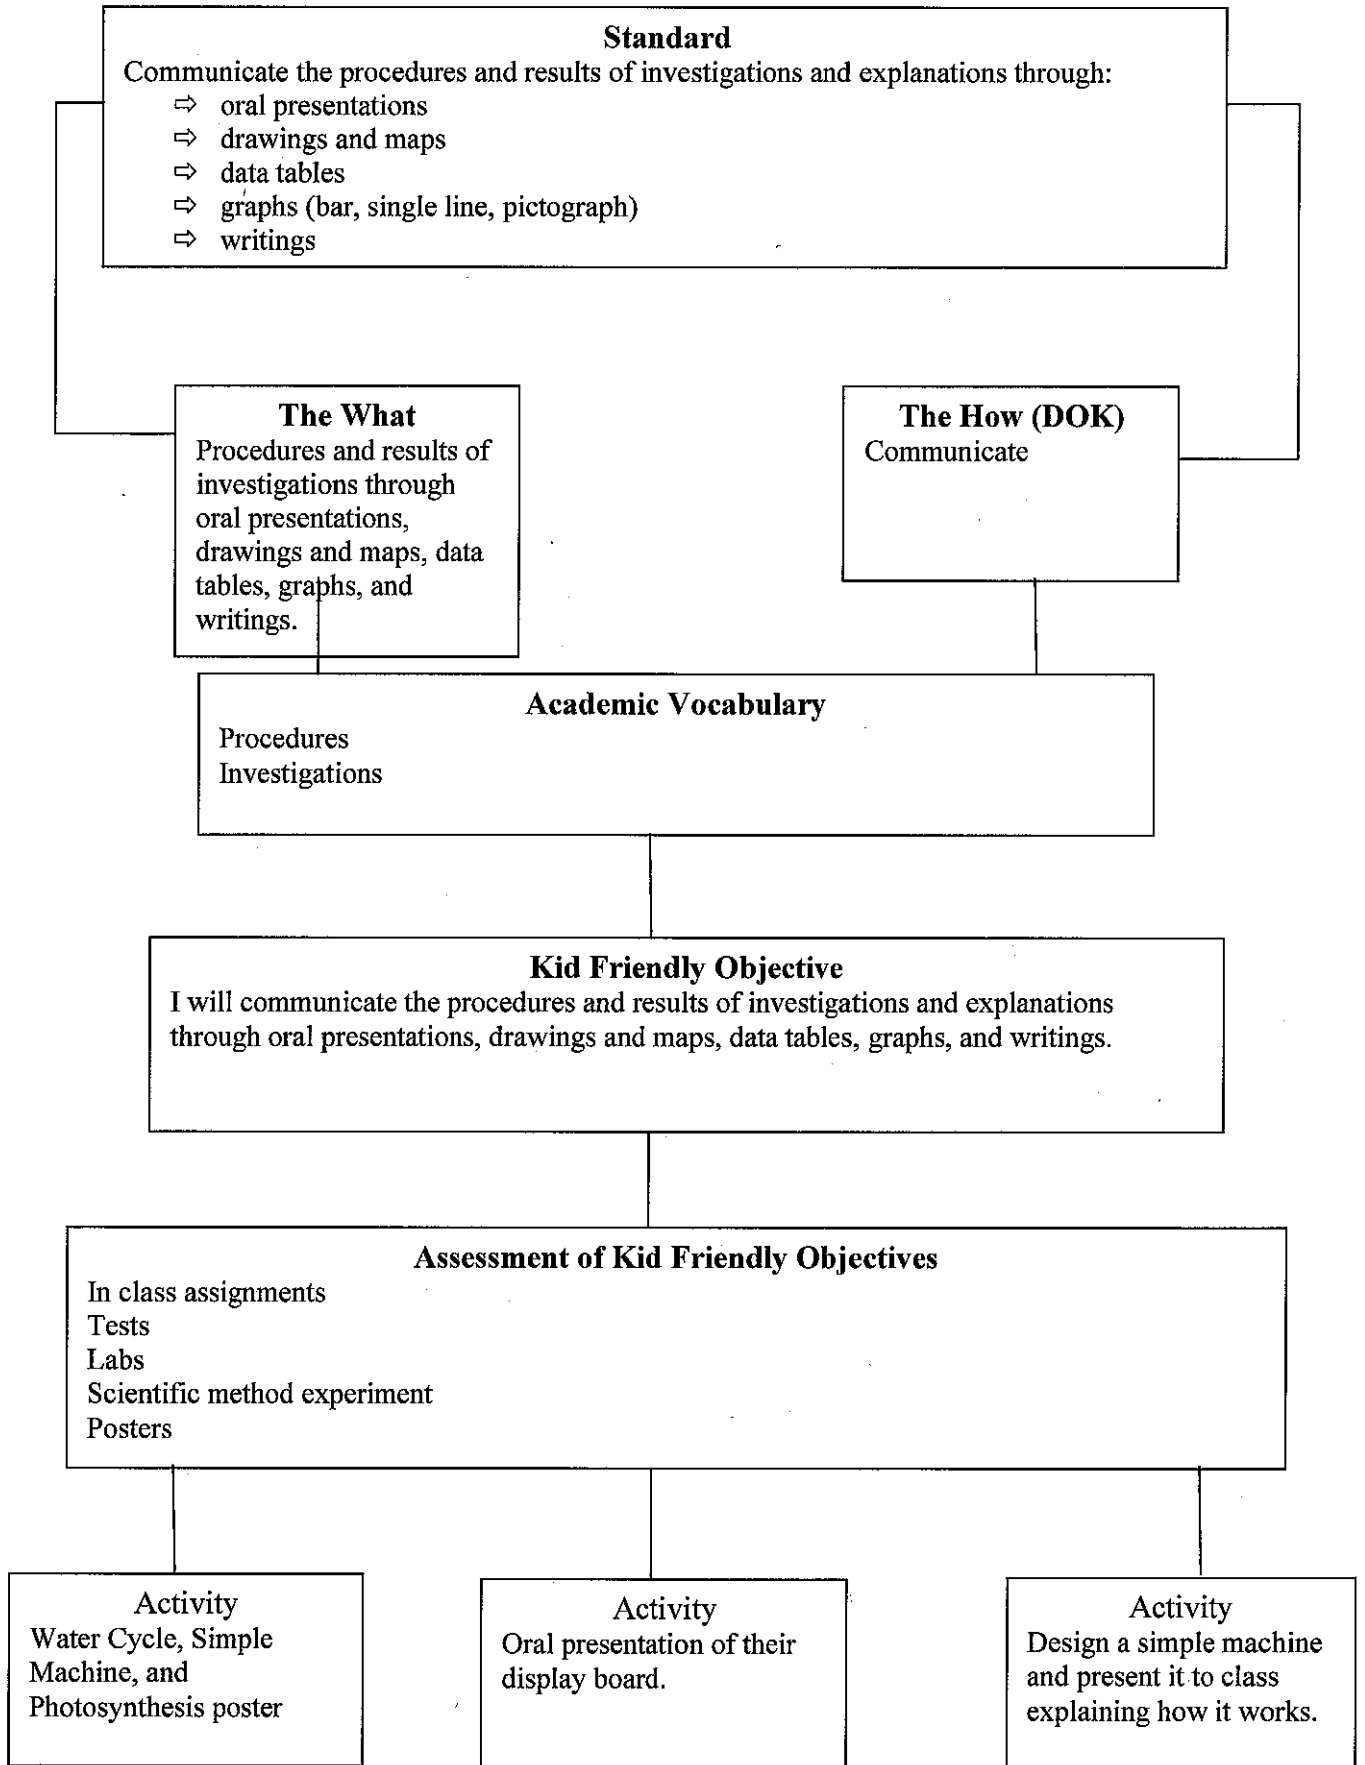 Standard
Communicate the procedures and results of investigations and explanations through:
⇨ oral presentations
⇨ drawings and maps
⇨ data tables
⇨ graphs (bar, single line, pictograph)
⇨ writings
The What
Procedures and results of
investigations through
oral presentations,
drawings and maps, data
tables, graphs, and
writings.
The How (DOK)
Communicate
Academic Vocabulary
Procedures
Investigations
Kid Friendly Objective
I will communicate the procedures and results of investigations and explanations
through oral presentations, drawings and maps, data tables, graphs, and writings.
Assessment of Kid Friendly Objectives
In class assignments
Tests
Labs
Scientific method experiment
Posters
Activity
Water Cycle, Simple
Machine, and
Photosynthesis poster
Activity
Oral presentation of their
display board.
Activity
Design a simple machine
and present it to class
explaining how it works.